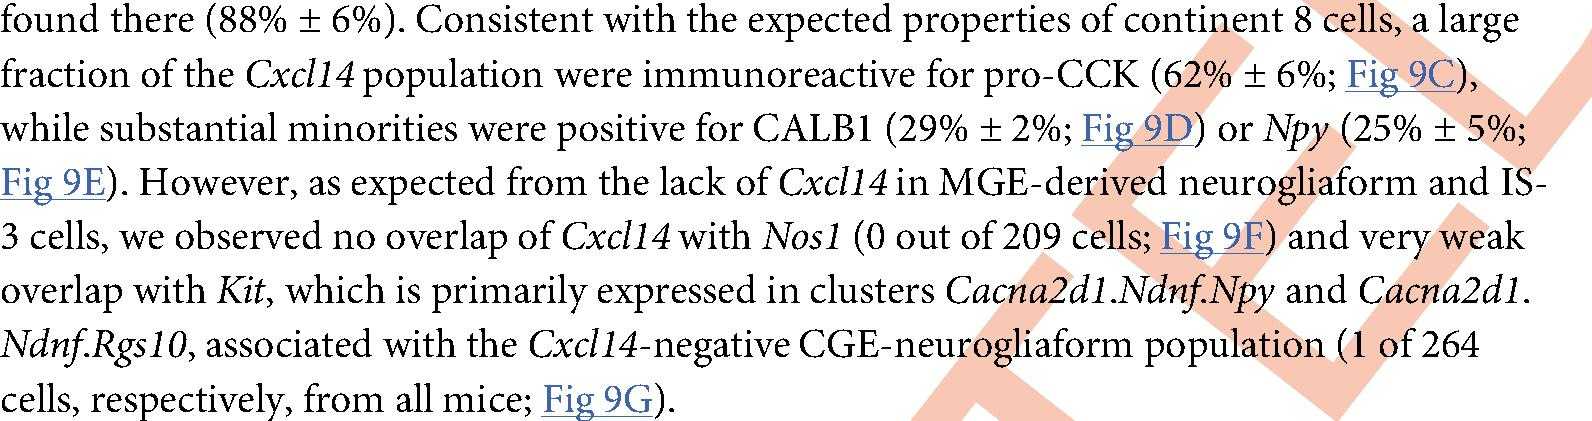 found there (88% ± 6%). Consistent with the expected properties of continent 8 cells, a large
fraction of the Cxcl14 population were immunoreactive for pro-CCK (62% ± 6%; Fig 9C),
while substantial minorities were positive for CALB1 (29% ± 2%; Fig 9D) or Npy (25% ± 5%;
Fig 9E). However, as expected from the lack of Cxcl14 in MGE-derived neurogliaform and IS-
3 cells, we observed no overlap of Cxcl14 with Nos1 (0 out of 209 cells; Fig 9F) and very weak
overlap with Kit, which is primarily expressed in clusters Cacna2d1.Ndnf.Npy and Cacna2d1.
Ndnf.Rgs10, associated with the Cxcl14-negative CGE-neurogliaform population (1 of 264
cells, respectively, from all mice; Fig 9G).